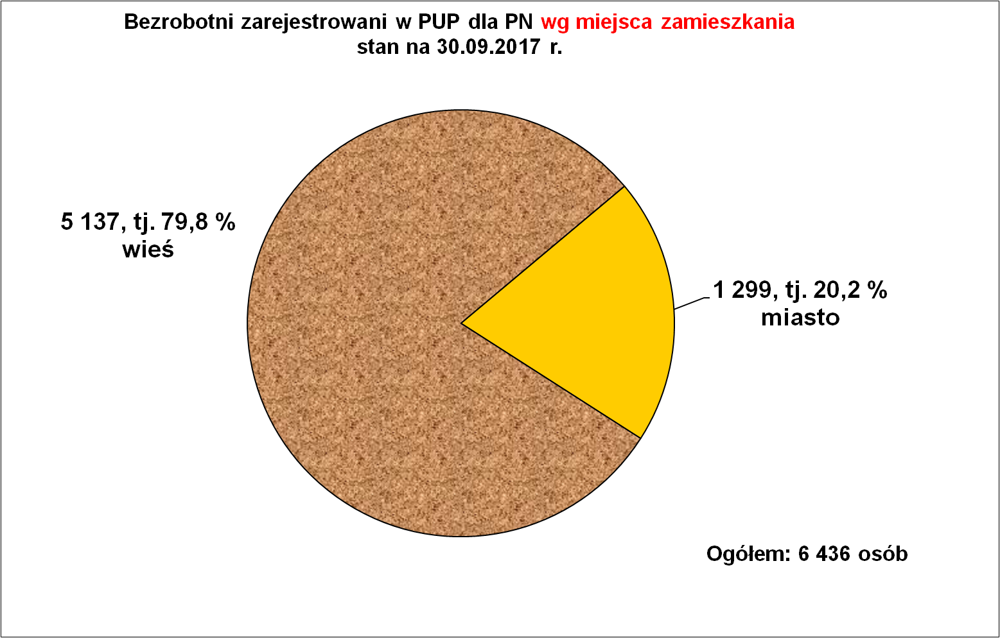 Bezrobotni zarejestrowani w PUP dla PN wg miejsca zamieszkania
stan na 30.09.2017 r.
5 137, tj. 79,8 %
wieś
1 299, tj. 20,2 %
miasto
Ogółem: 6 436 osób